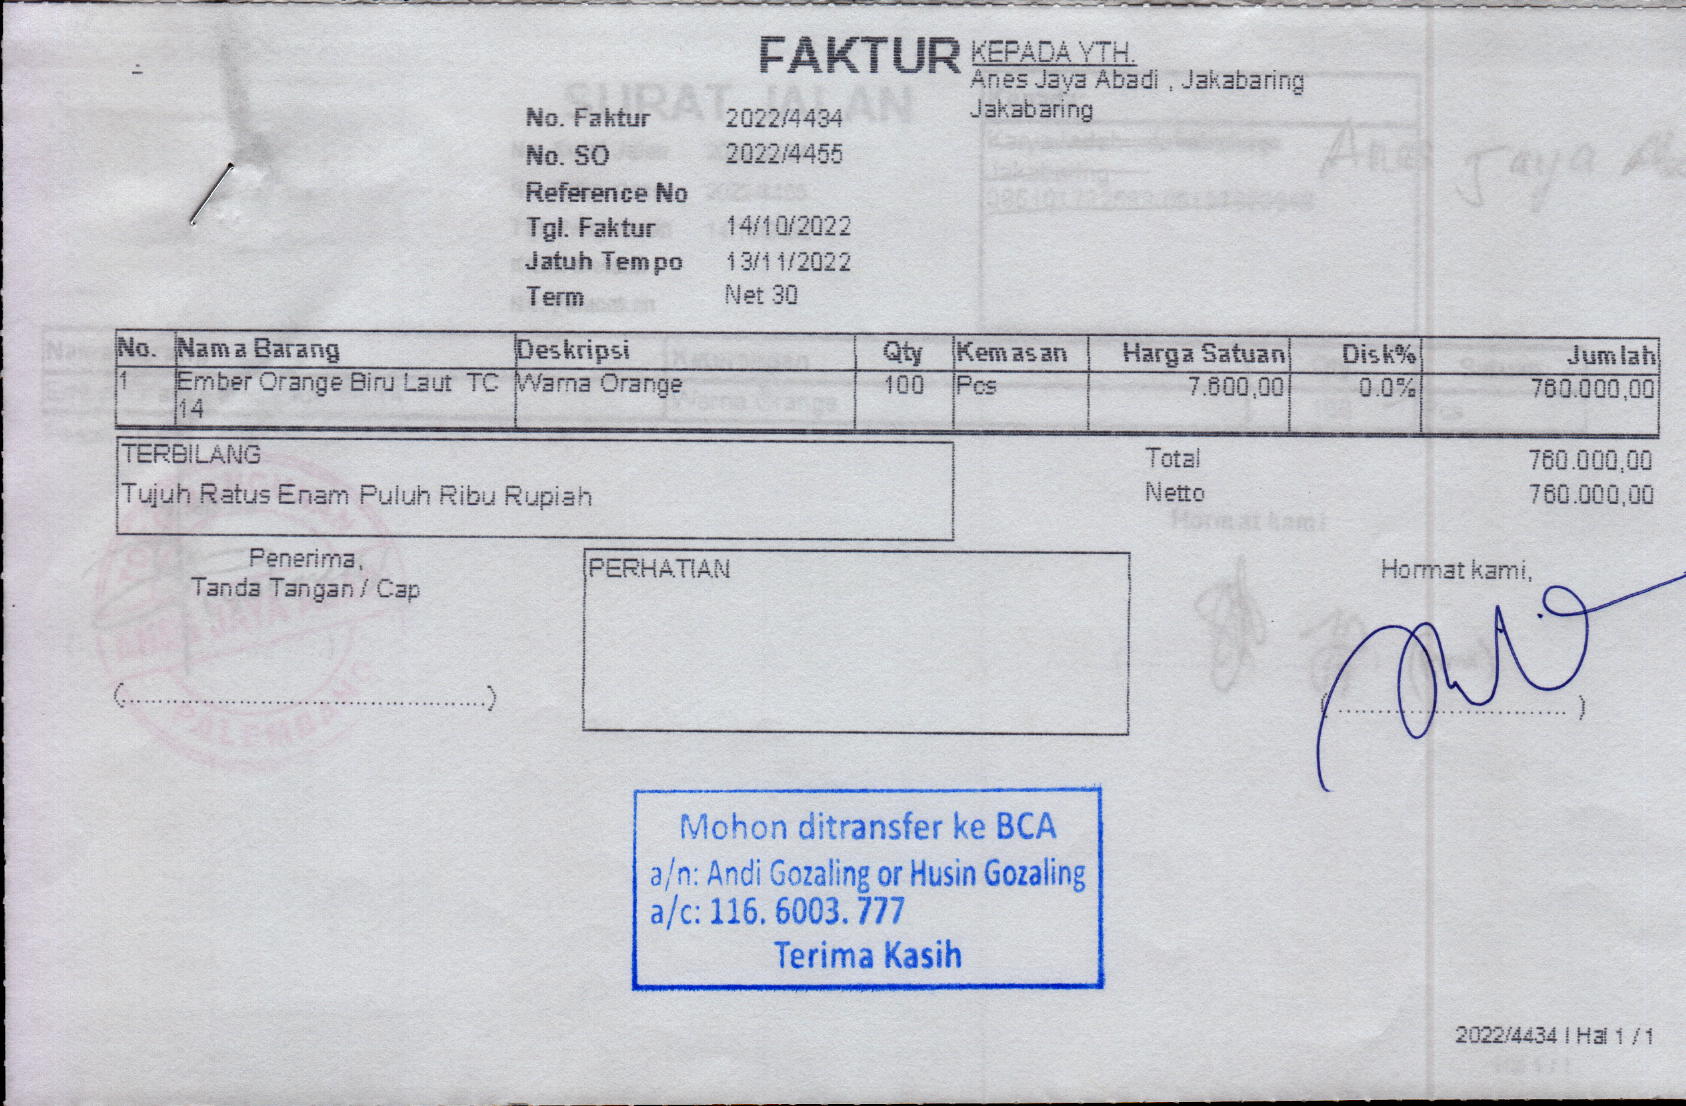 FAKTUR
KEPADA YTH.
Anes Jaya Abadi , Jakabaring
Jakabaring
No. Faktur 2022/4434
No. SO 2022/4455
Reference No
Tgl. Faktur 14/10/2022
Jatuh Tempo 13/11/2022
Term Net 30
No. Nama Barang Deskripsi Qty Kemasan Harga Satuan Disk% Jumlah
1 Ember Orange Biru Laut TC Warna Orange 100 Pcs 7.600,00 0.0% 760.000,00
14
TERBILANG
Tujuh Ratus Enam Puluh Ribu Rupiah
Total 760.000,00
Netto 760.000,00
Penerima,
Tanda Tangan / Cap
PERHATIAN
Hormat kami,
Mohon ditransfer ke BCA
a/n: Andi Gozaling or Husin Gozaling
a/c: 116. 6003. 777
Terima Kasih
2022/4434 | Hal 1 / 1